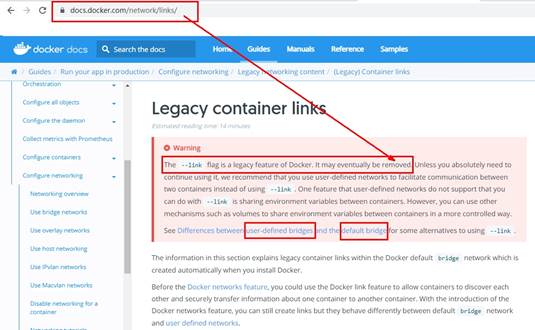 docs.docker.com/network/links/
docker docs
Search the docs
Home
Guides
Manuals
Reference
Samples
/ Guides / Run your app in production / Configure networking / Legacy networking content / (Legacy) Container links
Orchestration
Configure all objects
Configure the daemon
Collect metrics with Prometheus
Configure containers
Configure networking
Networking overview
Use bridge networks
Use overlay networks
Use host networking
Use IPvlan networks
Use Macvlan networks
Disable networking for a
container
Networking tutorials
Legacy container links
Estimated reading time: 14 minutes
Warning
The --link flag is a legacy feature of Docker. It may eventually be removed. Unless you absolutely need to
continue using it, we recommend that you use user-defined networks to facilitate communication between
two containers instead of using --link . One feature that user-defined networks do not support that you
can do with --link is sharing environment variables between containers. However, you can use other
mechanisms such as volumes to share environment variables between containers in a more controlled way.
See Differences between user-defined bridges and the default bridge for some alternatives to using --link .
The information in this section explains legacy container links within the Docker default bridge network which is
created automatically when you install Docker.
Before the Docker networks feature, you could use the Docker link feature to allow containers to discover each
other and securely transfer information about one container to another container. With the introduction of the
Docker networks feature, you can still create links but they behave differently between default bridge network
and user defined networks.